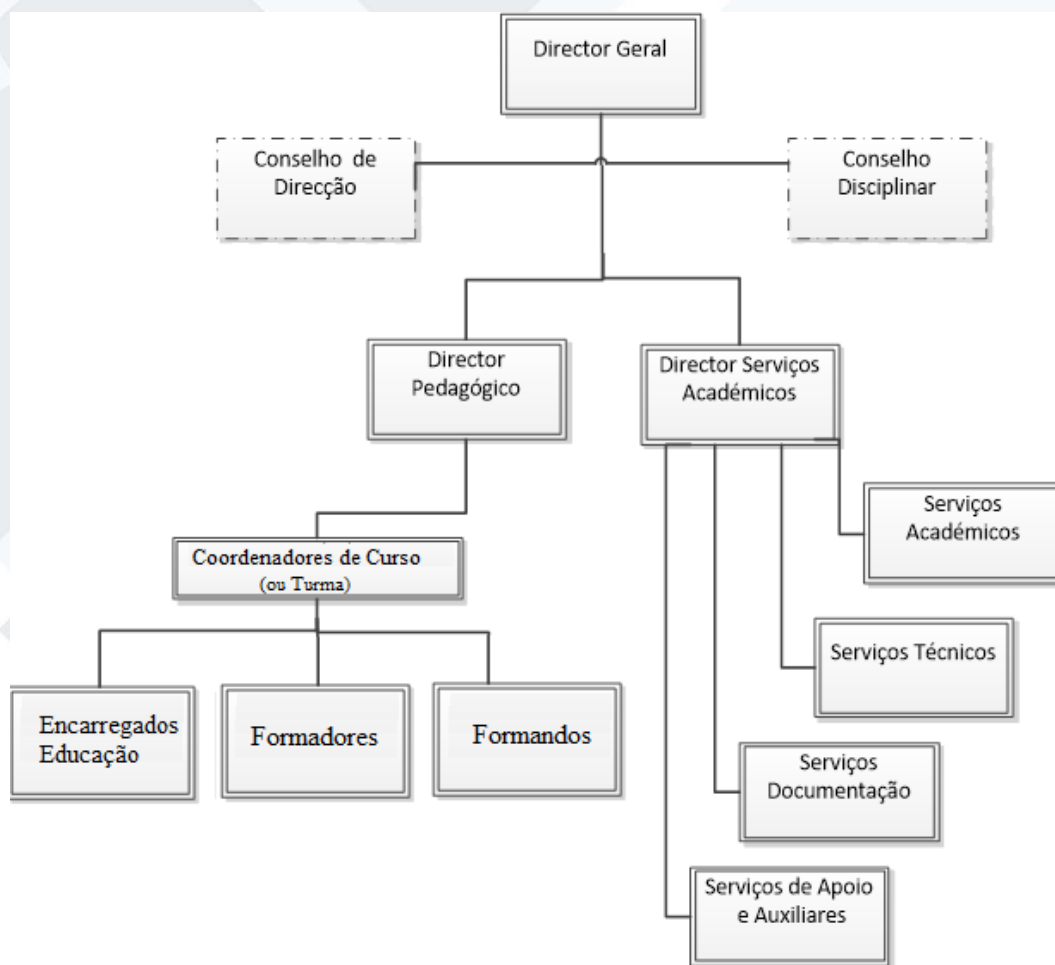 Director Geral
Conselho de
Direcção
Conselho
Disciplinar
Director
Pedagógico
Director Serviços
Académicos
Serviços
Académicos
Coordenadores de Curso
(ou Turma)
Serviços Técnicos
Encarregados
Educação
Formadores
Formandos
Serviços
Documentação
Serviços de Apoio
e Auxiliares